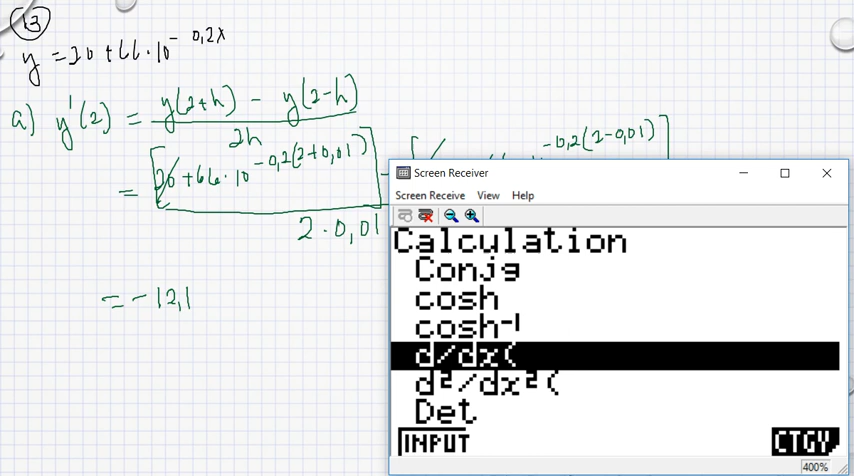 13
y = 20 + 66 · 10^-0,2x
a) y'(2) = y(2+h) - y(2-h)
2h
= [20 + 66 · 10^-0,2(2+0,01)] - [ -0,2(2-0,01)]
2 · 0,01
= -12,1
Screen Receiver
Screen Receive View Help
Calculation
Conjg
cosh
cosh-1
d/dx(
d²/dx²(
Det
INPUT CTGY
400%